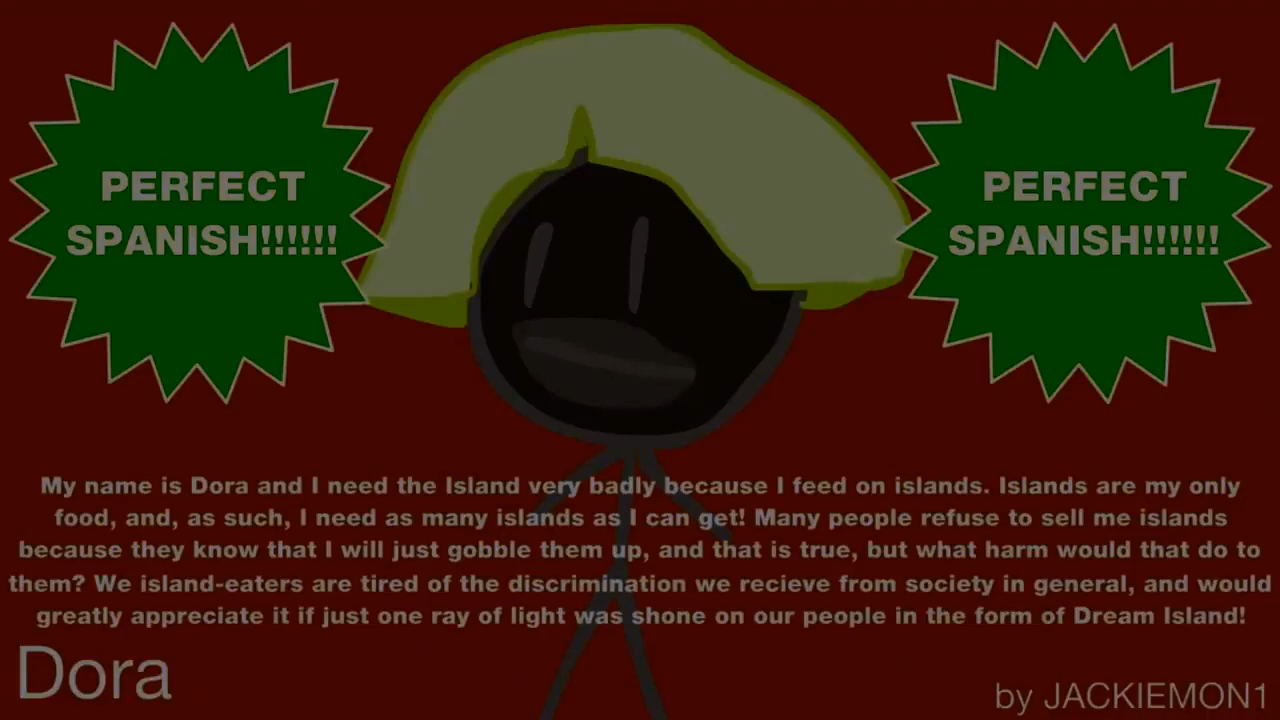 PERFECT
SPANISH!!!!!!
PERFECT
SPANISH!!!!!!
My name is Dora and I need the Island very badly because I feed on islands. Islands are my only
food, and, as such, I need as many islands as I can get! Many people refuse to sell me islands
because they know that I will just gobble them up, and that is true, but what harm would that do to
them? We island-eaters are tired of the discrimination we recieve from society in general, and would
greatly appreciate it if just one ray of light was shone on our people in the form of Dream Island!
Dora
by JACKIEMON1